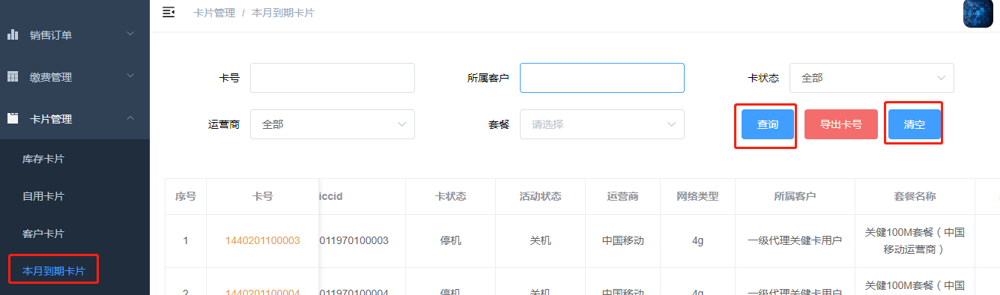 销售订单
缴费管理
卡片管理
库存卡片
自用卡片
客户卡片
本月到期卡片
卡片管理 / 本月到期卡片
卡号
所属客户
卡状态 全部
运营商 全部
套餐 请选择
查询 导出卡号 清空
序号 卡号 iccid 卡状态 活动状态 运营商 网络类型 所属客户 套餐名称
1 1440201100003 011970100003 停机 关机 中国移动 4g 一级代理关健卡用户 关健100M套餐（中国
移动运营商）
2 1440201100004 011970100004 停机 关机 中国移动 4g 一级代理关健卡用户 关健100M套餐（中国